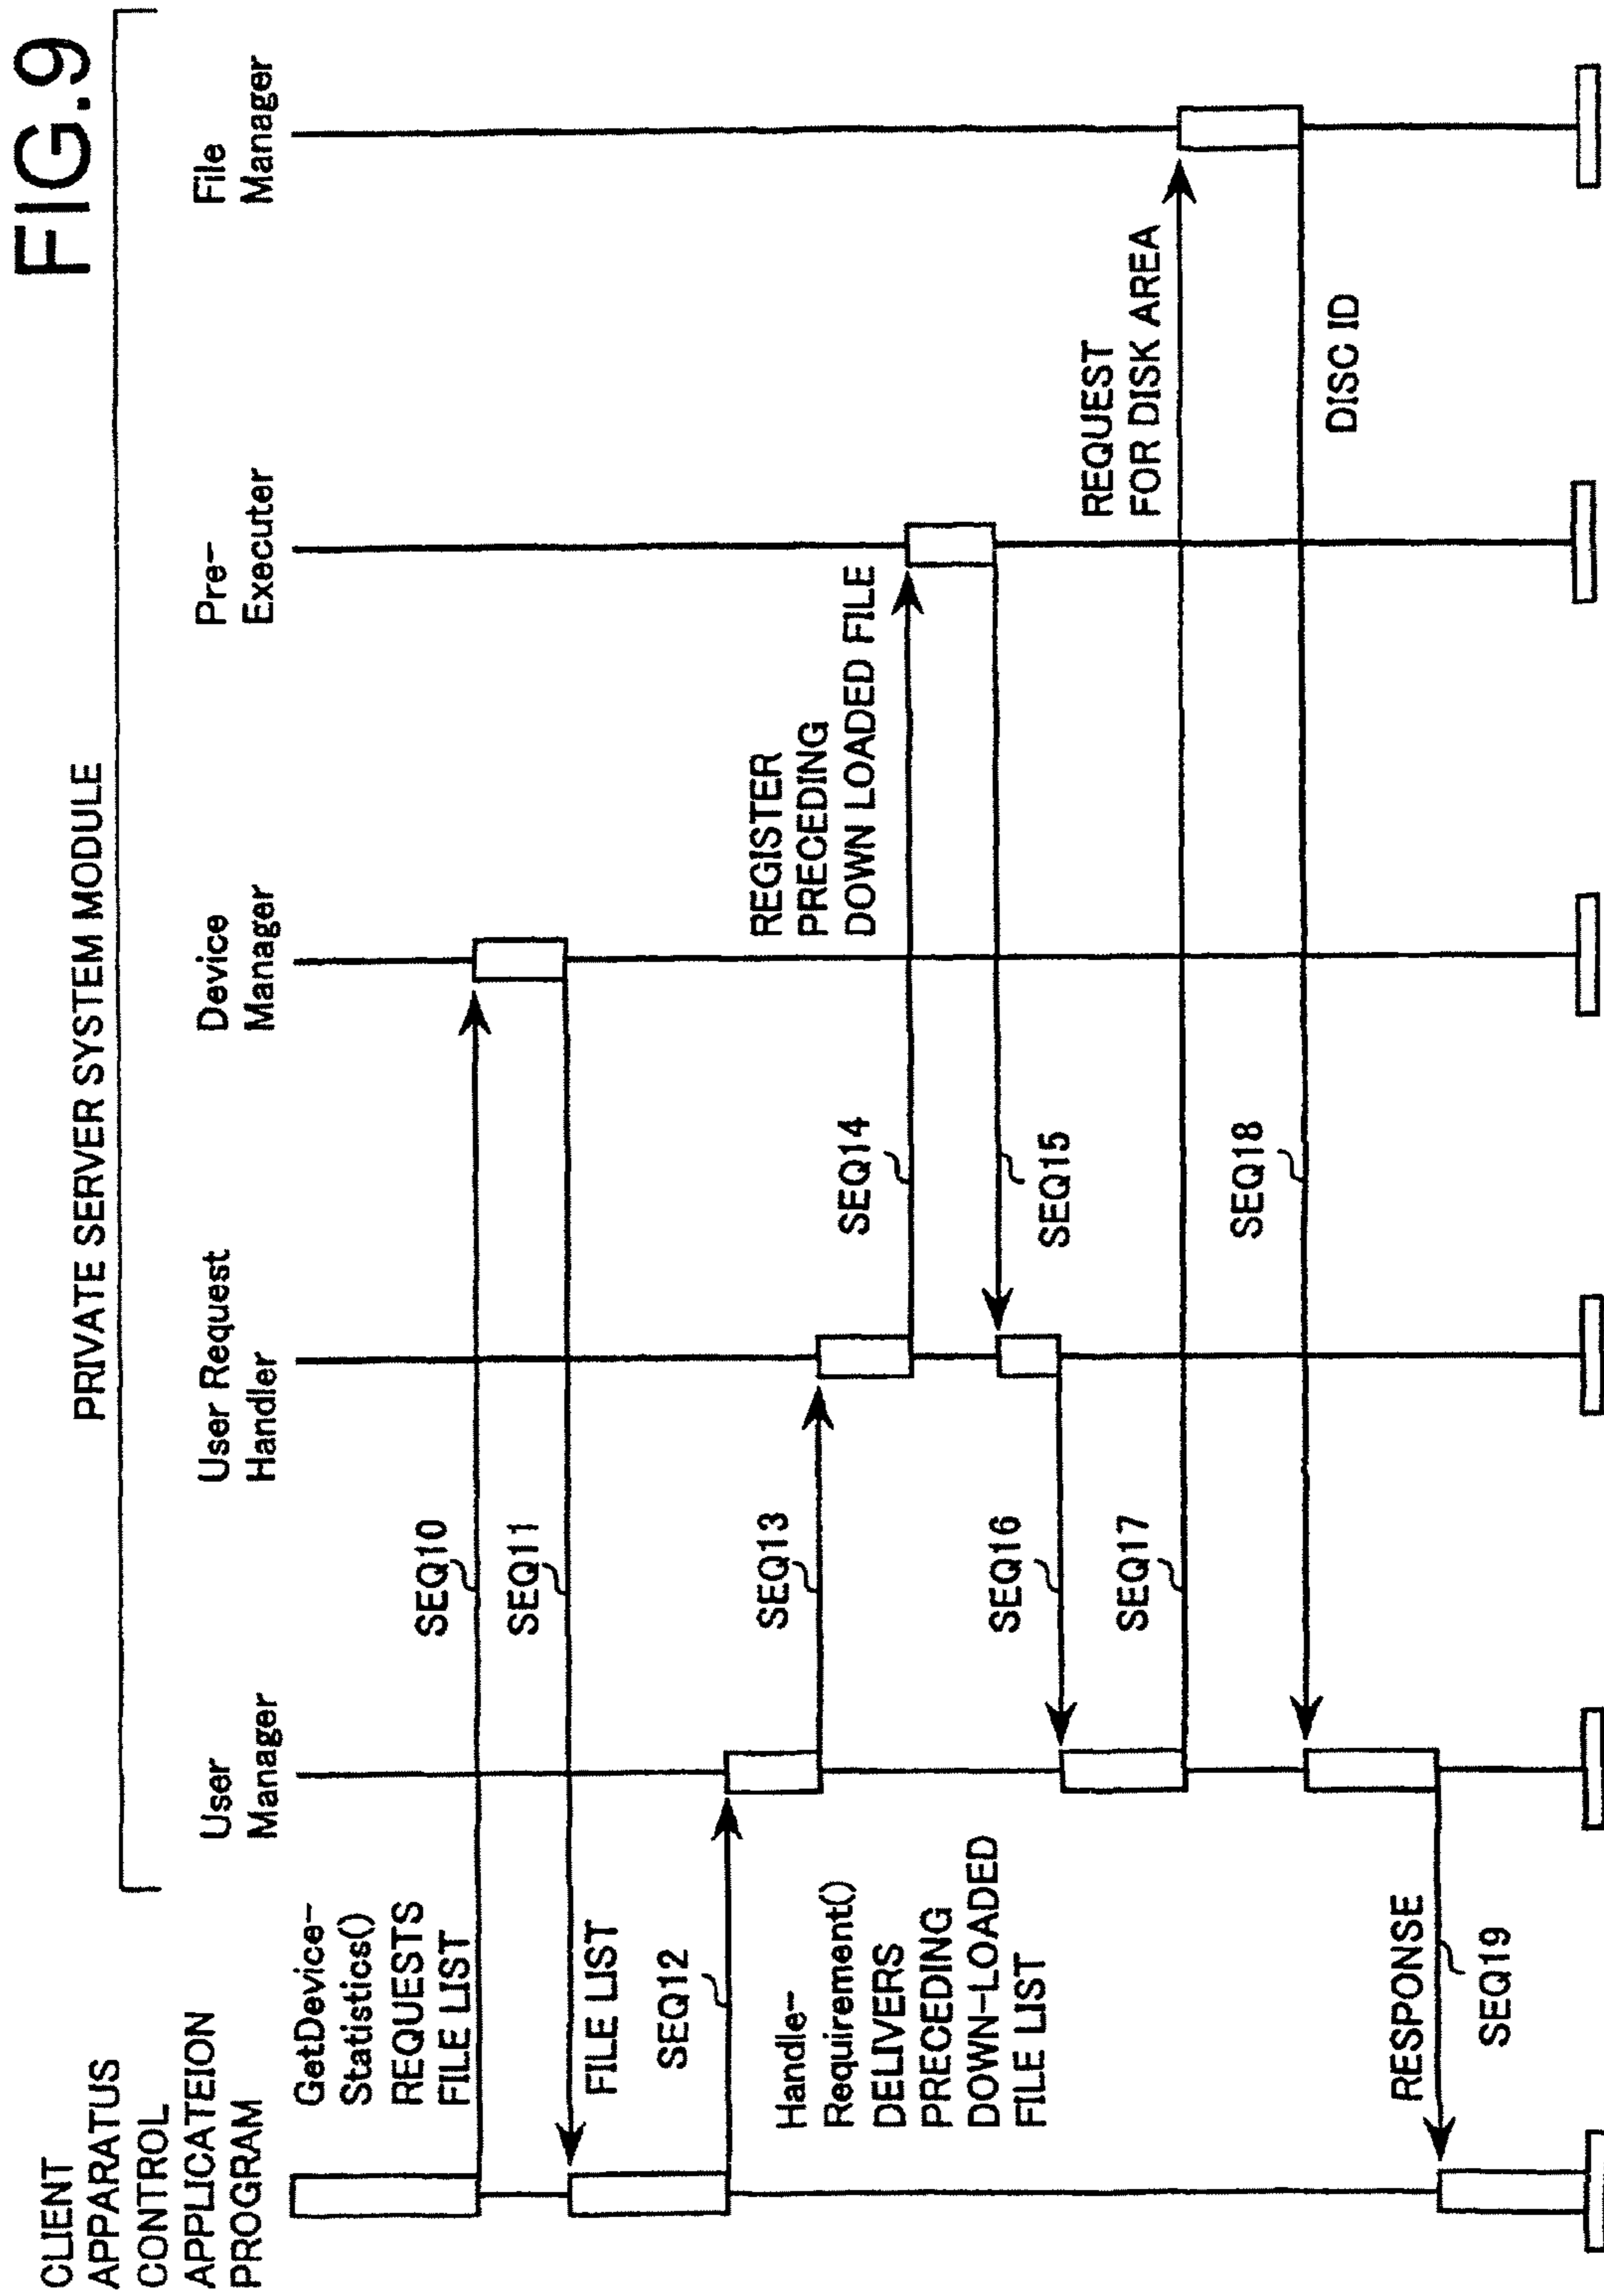 FIG.9
PRIVATE SERVER SYSTEM MODULE
CLIENT
APPARATUS
CONTROL
APPLICATEION
PROGRAM
User
Manager
User Request
Handler
Device
Manager
Pre-
Executer
File
Manager
GetDevice-
Statistics()
REQUESTS
FILE LIST
SEQ10
SEQ11
FILE LIST
SEQ12
Handle-
Requirement()
DELIVERS
PRECEDING
DOWN-LOADED
FILE LIST
SEQ13
REGISTER
PRECEDING
DOWN LOADED FILE
SEQ14
SEQ15
SEQ16
SEQ17
REQUEST
FOR DISK AREA
SEQ18
DISC ID
RESPONSE
SEQ19